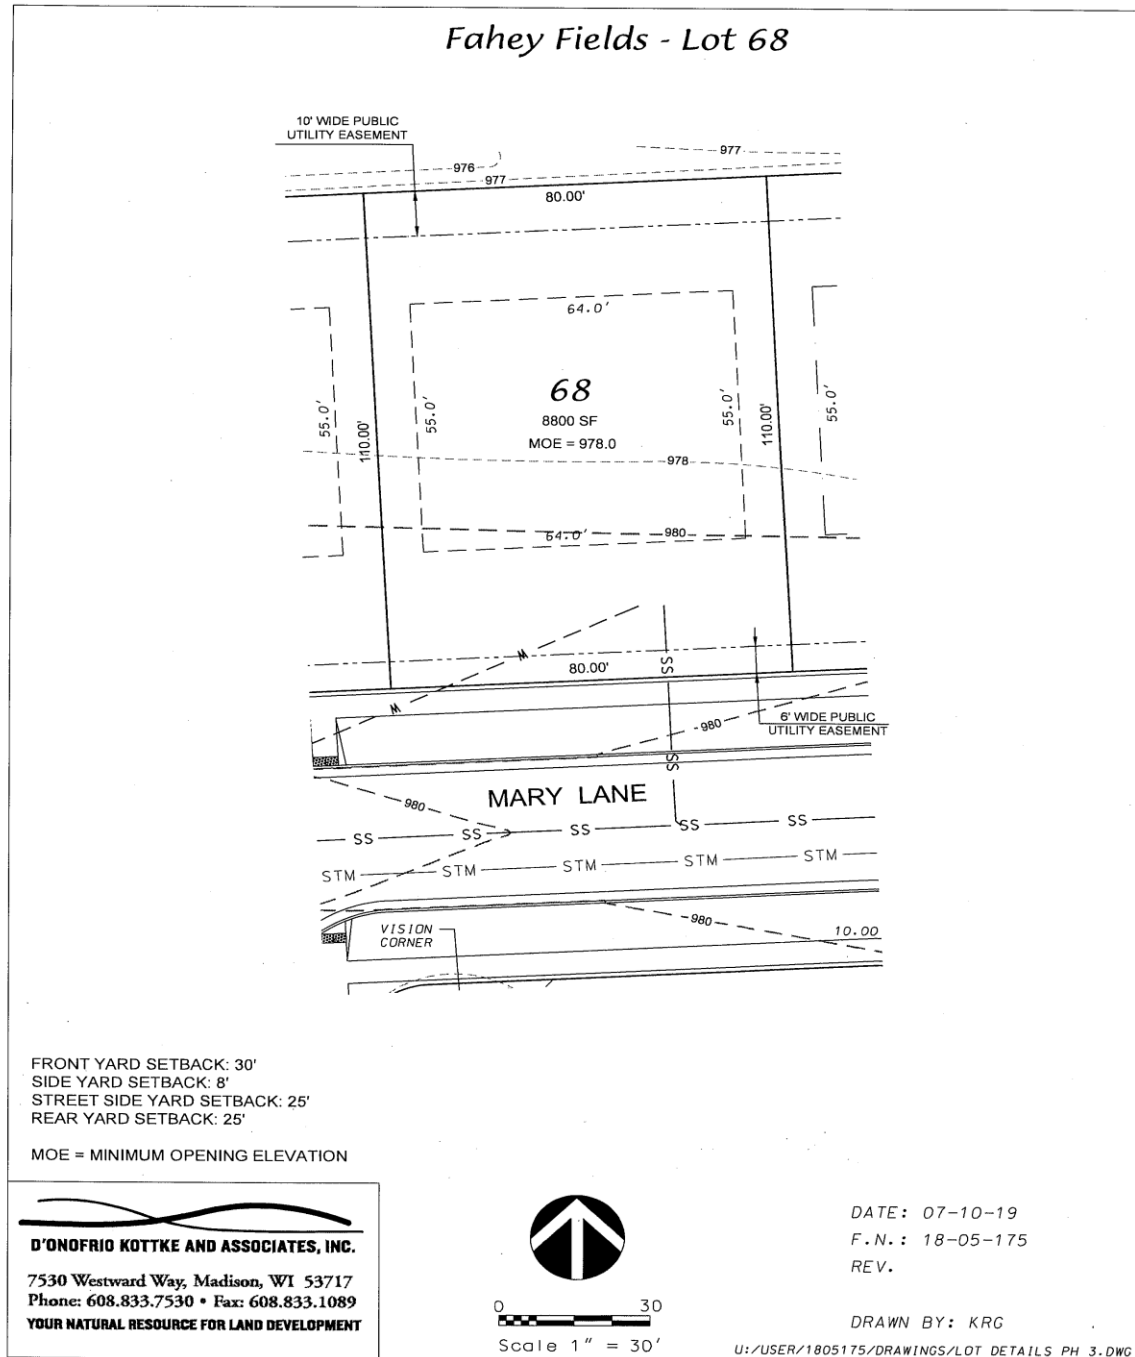 Fahey Fields - Lot 68
10' WIDE PUBLIC
UTILITY EASEMENT
976
977
977
80.00'
64.0'
55.0'
110.00'
55.0'
68
8800 SF
MOE = 978.0
55.0'
110.00'
55.0'
978
64.0'
980
W
80.00'
SS
W
6' WIDE PUBLIC
UTILITY EASEMENT
980
SS
MARY LANE
980
SS SS SS SS SS
STM STM STM STM STM
980
VISION
CORNER
10.00
FRONT YARD SETBACK: 30'
SIDE YARD SETBACK: 8'
STREET SIDE YARD SETBACK: 25'
REAR YARD SETBACK: 25'
MOE = MINIMUM OPENING ELEVATION
D'ONOFRIO KOTTKE AND ASSOCIATES, INC.
7530 Westward Way, Madison, WI 53717
Phone: 608.833.7530 • Fax: 608.833.1089
YOUR NATURAL RESOURCE FOR LAND DEVELOPMENT
0 30
Scale 1" = 30'
DATE: 07-10-19
F.N.: 18-05-175
REV.
DRAWN BY: KRG
U:/USER/1805175/DRAWINGS/LOT DETAILS PH 3.DWG